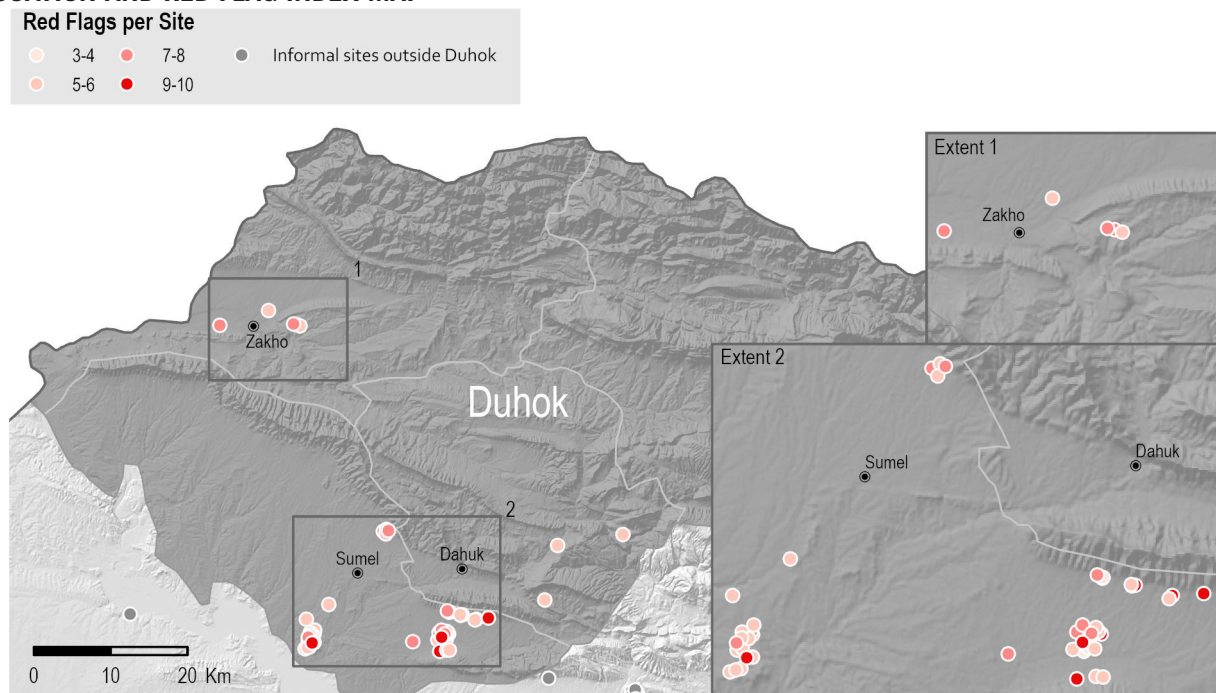 Red Flags per Site
3-4
7-8
Informal sites outside Duhok
5-6
9-10
Extent 1
Zakho
1
Zakho
Extent 2
Duhok
Dahuk
Sumel
2
Sumel
Dahuk
0
10
20 Km